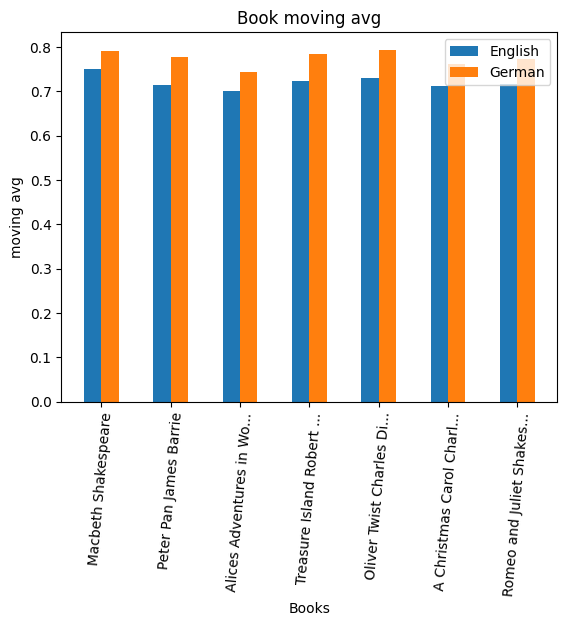 Book moving avg
English
German
moving avg
0.8
0.7
0.6
0.5
0.4
0.3
0.2
0.1
0.0
Macbeth Shakespeare
Peter Pan James Barrie
Alices Adventures in Wo...
Treasure Island Robert ...
Oliver Twist Charles Di...
A Christmas Carol Charl...
Romeo and Juliet Shakes...
Books